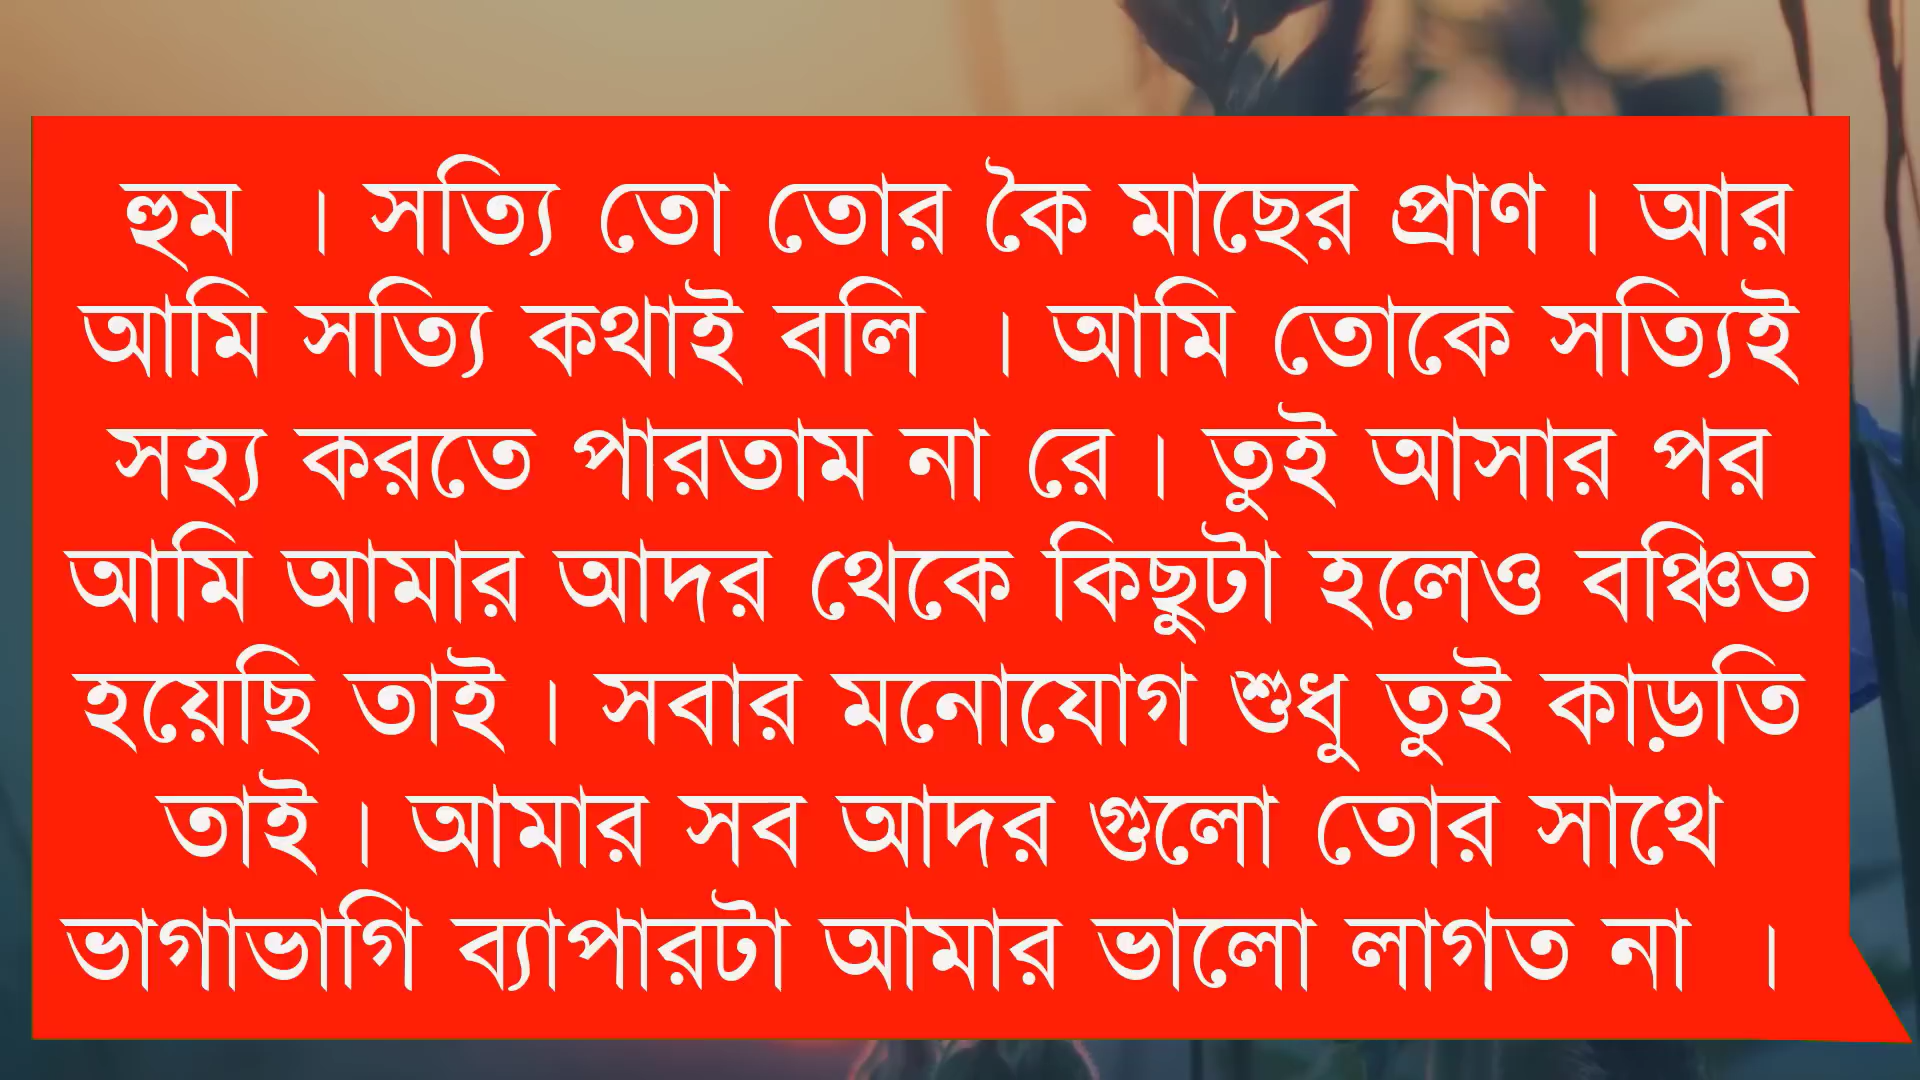 হুম । সত্যি তো তোর কৈ মাছের প্রাণ । আর
আমি সত্যি কথাই বলি । আমি তোকে সত্যিই
সহ্য করতে পারতাম না রে । তুই আসার পর
আমি আমার আদর থেকে কিছুটা হলেও বঞ্চিত
হয়েছি তাই । সবার মনোযোগ শুধু তুই কাড়তি
তাই । আমার সব আদর গুলো তোর সাথে
ভাগাভাগি ব্যাপারটা আমার ভালো লাগত না ।